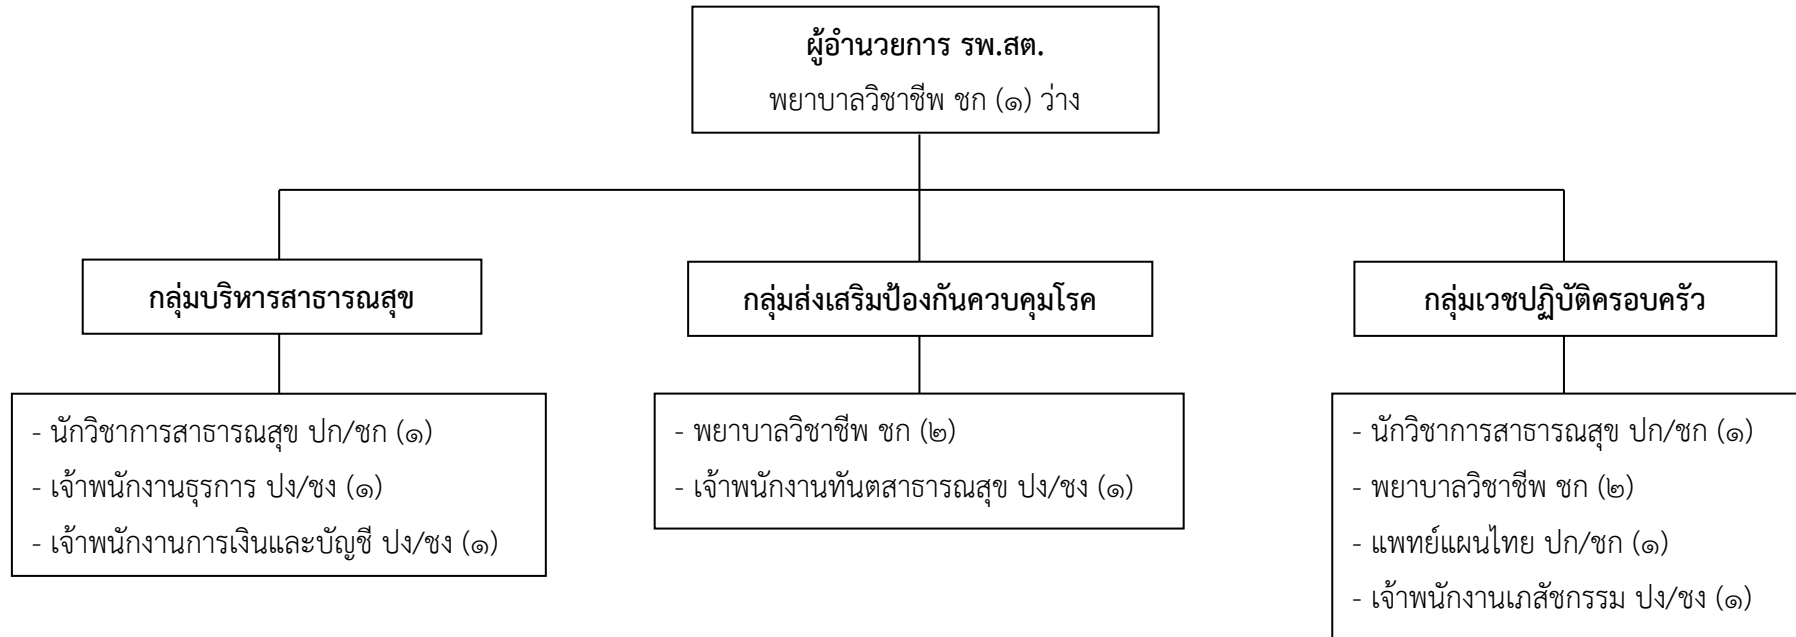 ผู้อำนวยการ รพ.สต.
พยาบาลวิชาชีพ ชก (๑) ว่าง
กลุ่มบริหารสาธารณสุข
- นักวิชาการสาธารณสุข ปก/ชก (๑)
- เจ้าพนักงานธุรการ ปง/ชง (๑)
- เจ้าพนักงานการเงินและบัญชี ปง/ชง (๑)
กลุ่มส่งเสริมป้องกันควบคุมโรค
- พยาบาลวิชาชีพ ชก (๒)
- เจ้าพนักงานทันตสาธารณสุข ปง/ชง (๑)
กลุ่มเวชปฏิบัติครอบครัว
- นักวิชาการสาธารณสุข ปก/ชก (๑)
- พยาบาลวิชาชีพ ชก (๒)
- แพทย์แผนไทย ปก/ชก (๑)
- เจ้าพนักงานเภสัชกรรม ปง/ชง (๑)